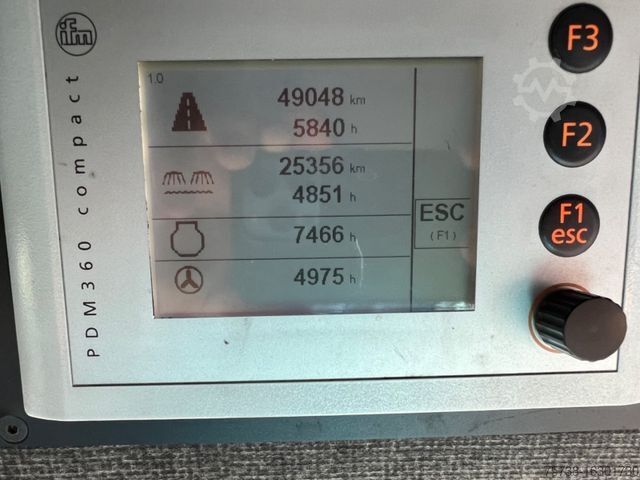 ifm
PDM360 compact
1.0
49048 km
5840 h
25356 km
4851 h
7466 h
4975 h
ESC
(F1)
F3
F2
F1
esc